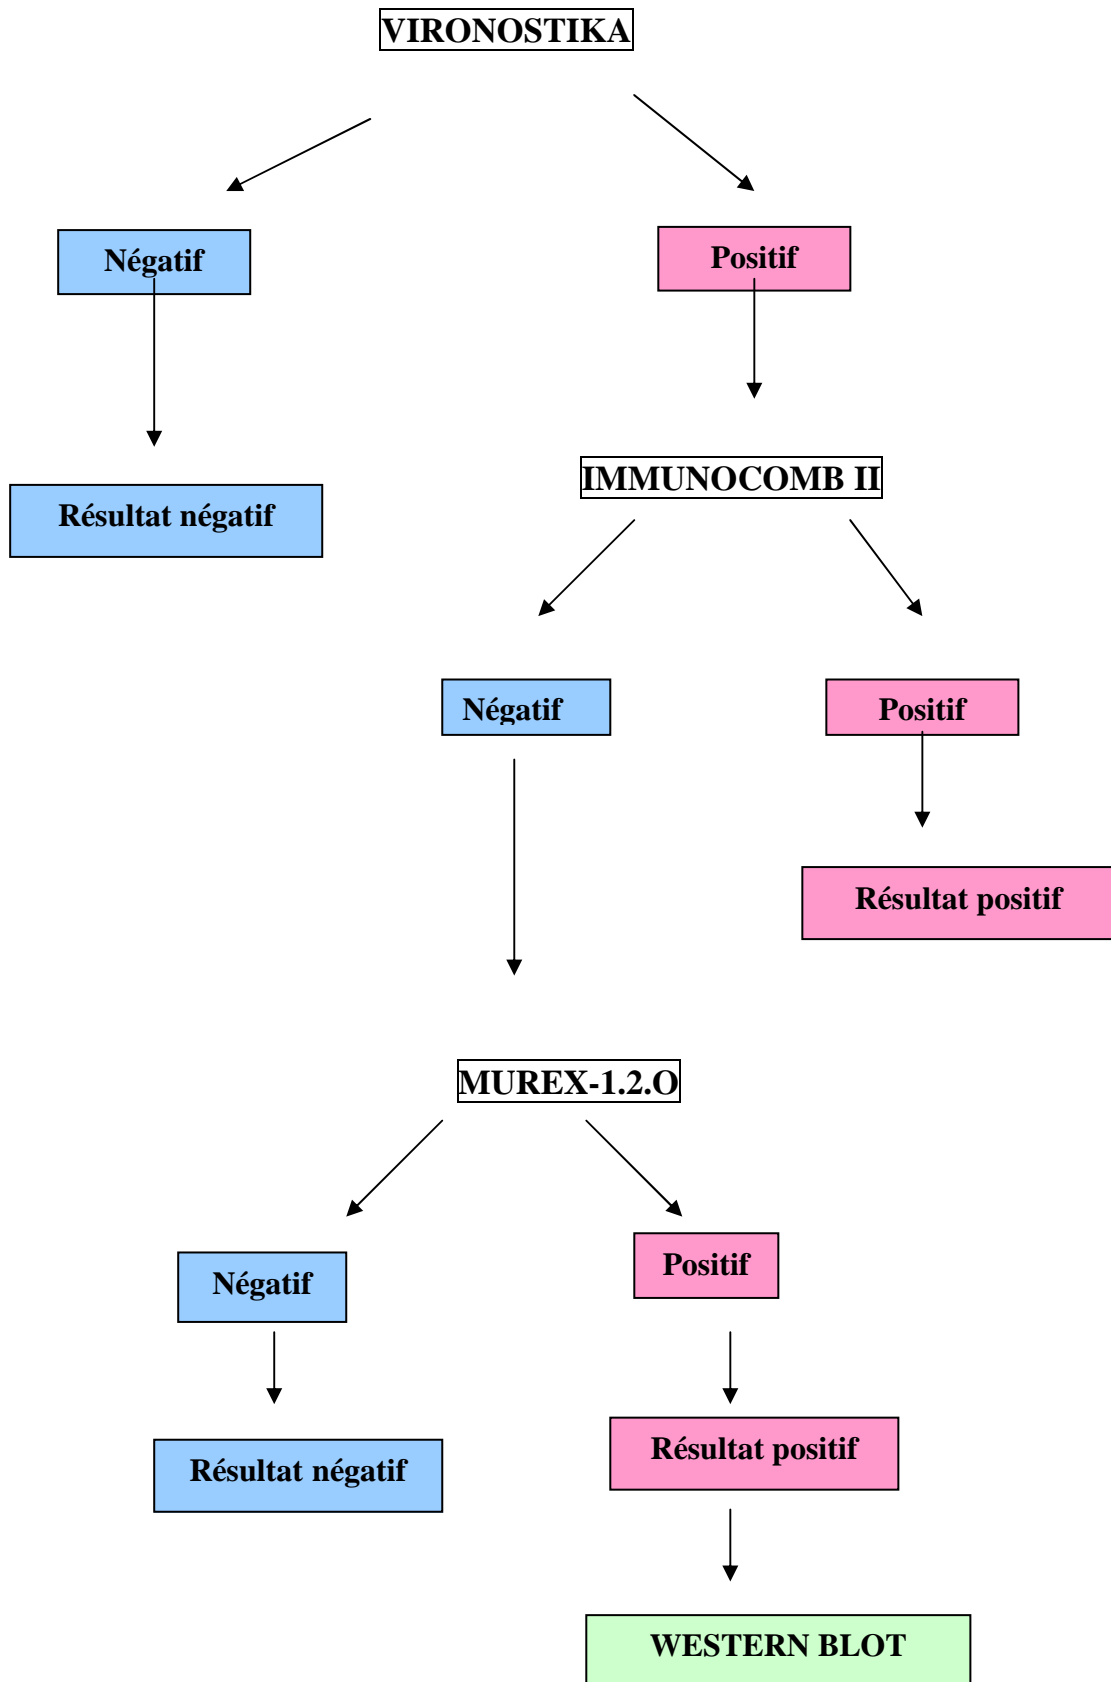 VIRONOSTIKA
Négatif
Positif
IMMUNOCOMB II
Résultat négatif
Négatif
Positif
Résultat positif
MUREX-1.2.O
Négatif
Positif
Résultat négatif
Résultat positif
WESTERN BLOT